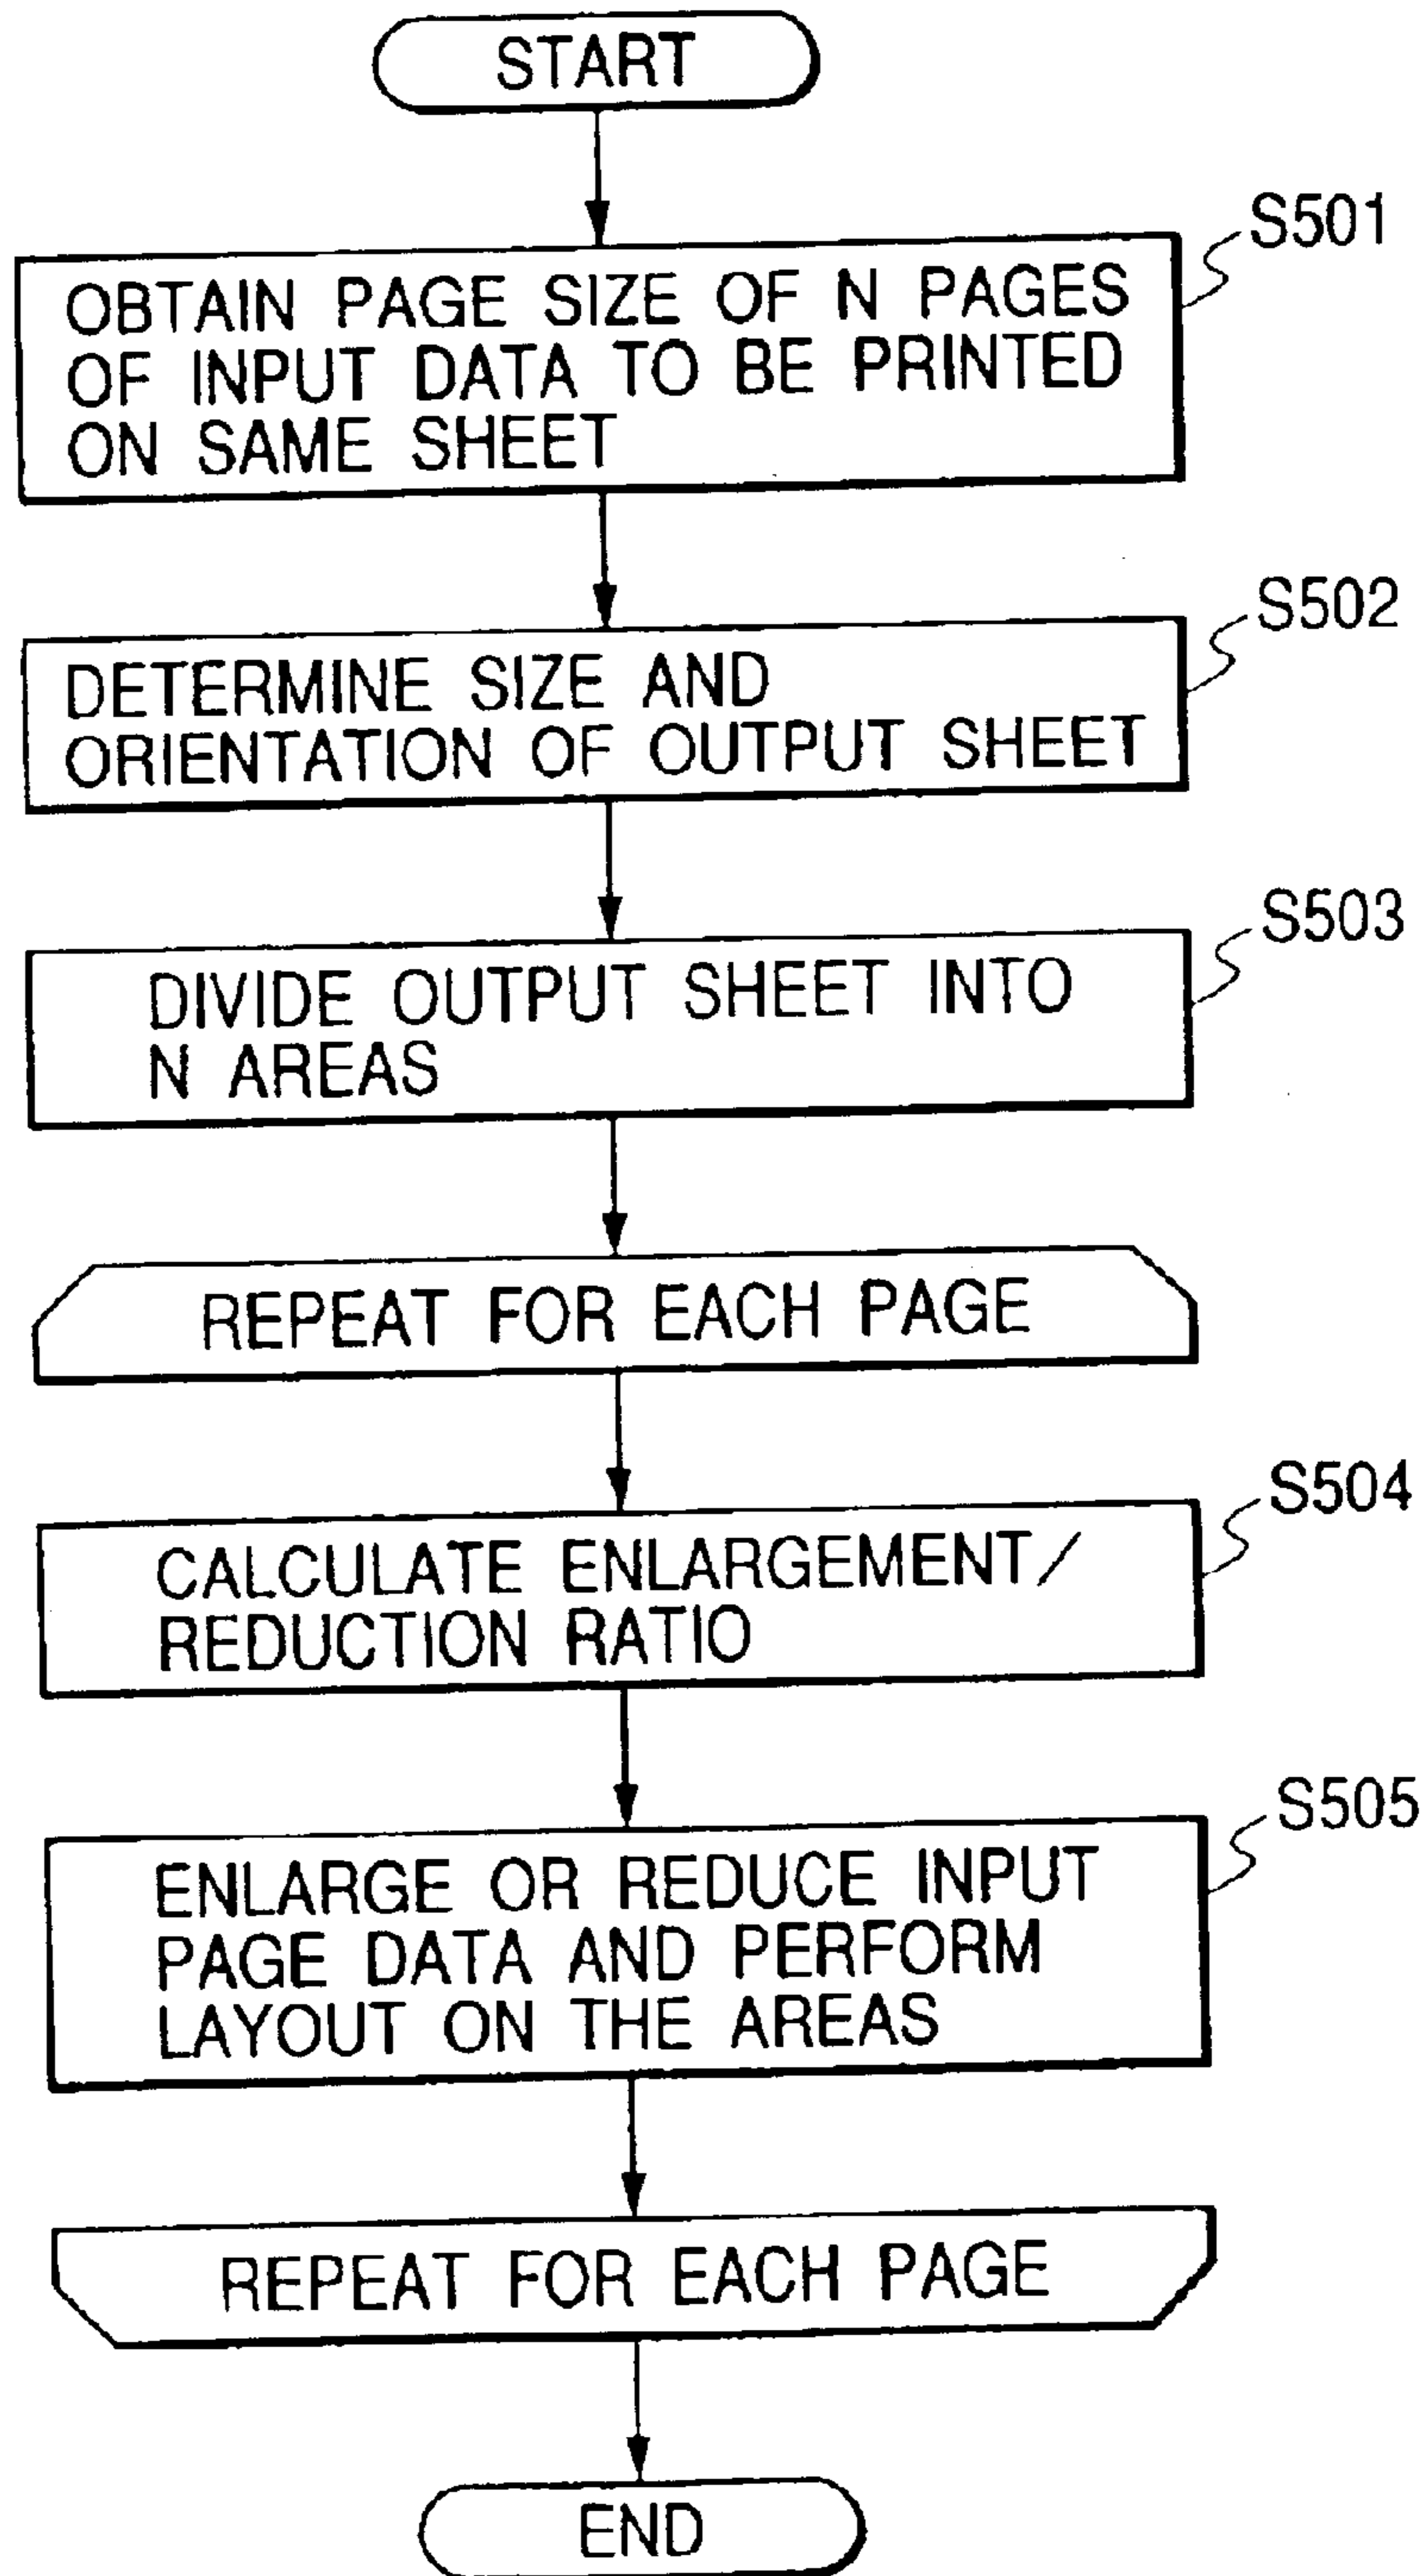 START
S501
OBTAIN PAGE SIZE OF N PAGES
OF INPUT DATA TO BE PRINTED
ON SAME SHEET
S502
DETERMINE SIZE AND
ORIENTATION OF OUTPUT SHEET
S503
DIVIDE OUTPUT SHEET INTO
N AREAS
REPEAT FOR EACH PAGE
S504
CALCULATE ENLARGEMENT/
REDUCTION RATIO
S505
ENLARGE OR REDUCE INPUT
PAGE DATA AND PERFORM
LAYOUT ON THE AREAS
REPEAT FOR EACH PAGE
END